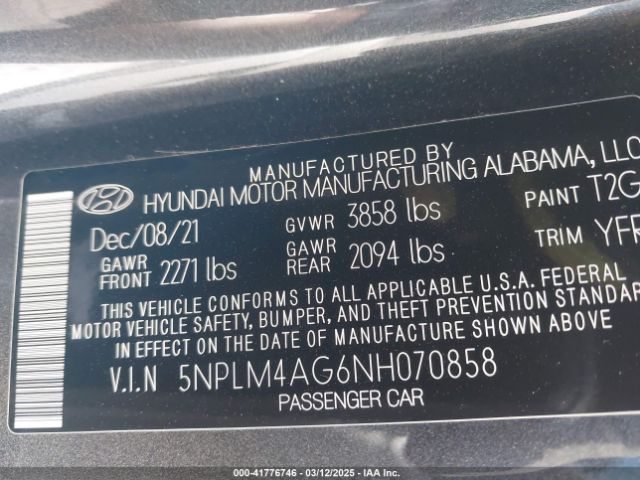 MANUFACTURED BY
HYUNDAI MOTOR MANUFACTURING ALABAMA, LLC
Dec/08/21 GVWR 3858 lbs PAINT T2G
GAWR FRONT 2271 lbs GAWR REAR 2094 lbs TRIM YFR
THIS VEHICLE CONFORMS TO ALL APPLICABLE U.S.A. FEDERAL
MOTOR VEHICLE SAFETY, BUMPER, AND THEFT PREVENTION STANDAR
IN EFFECT ON THE DATE OF MANUFACTURE SHOWN ABOVE
V.I.N 5NPLM4AG6NH070858
PASSENGER CAR
000-41776746 - 03/12/2025 - IAA Inc.